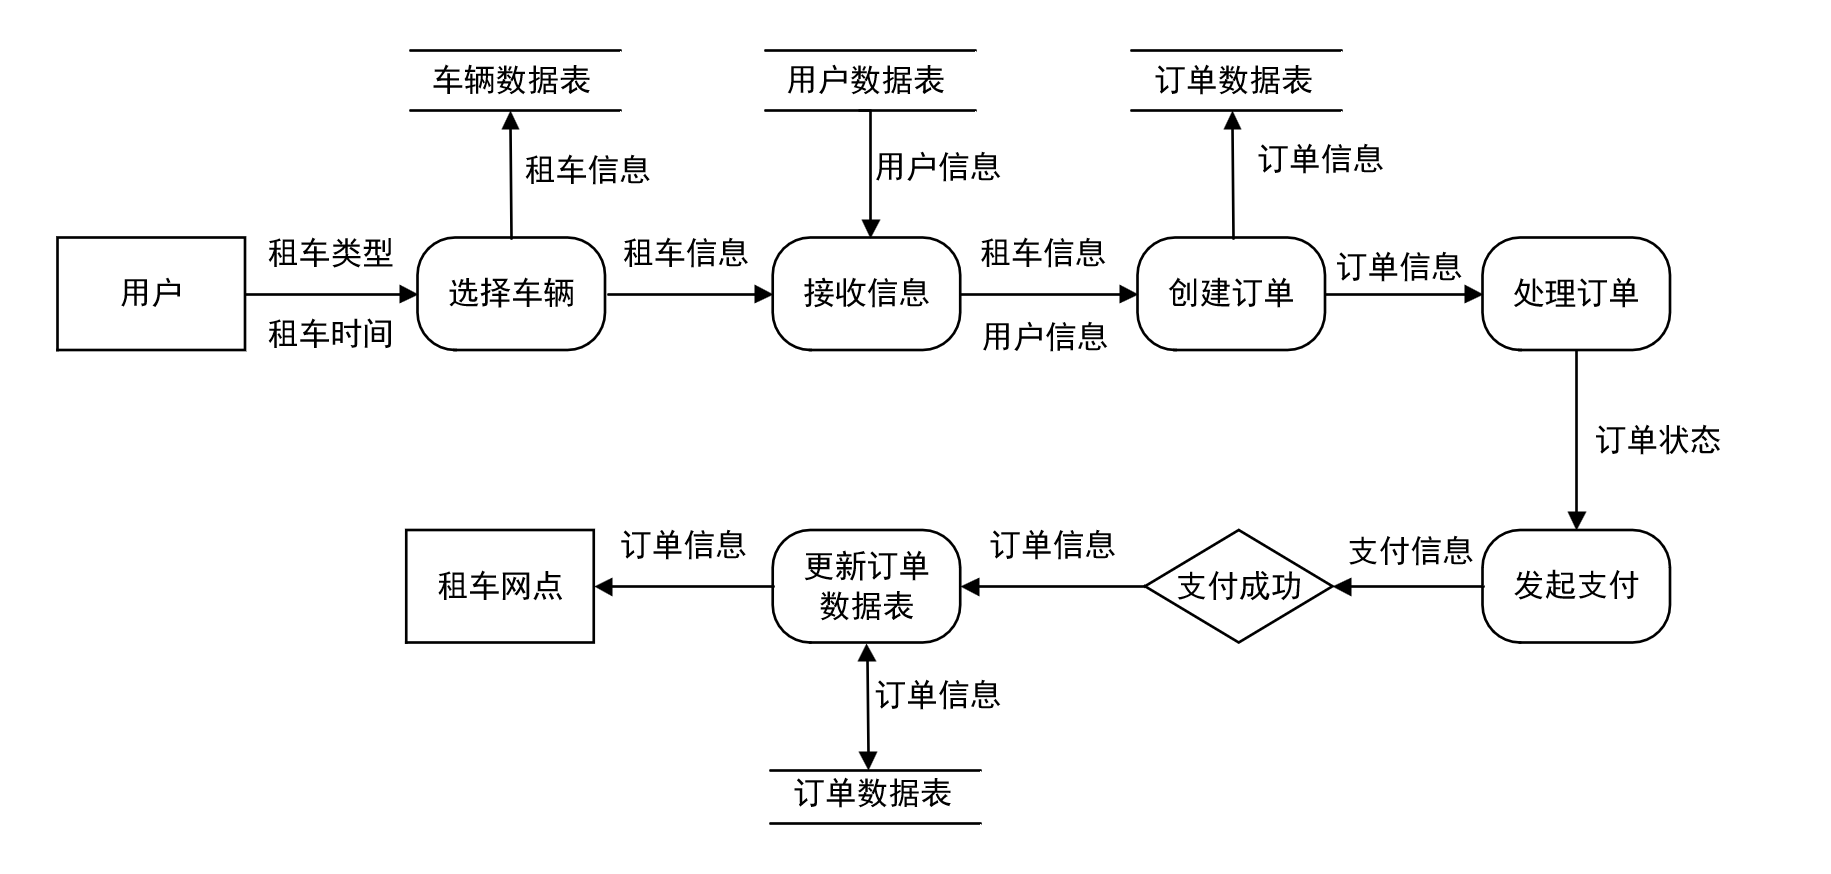 车辆数据表
用户数据表
订单数据表
租车信息
用户信息
订单信息
用户
租车类型
租车时间
选择车辆
租车信息
接收信息
租车信息
用户信息
创建订单
订单信息
处理订单
订单状态
租车网点
订单信息
更新订单
数据表
订单信息
支付成功
支付信息
发起支付
订单信息
订单数据表